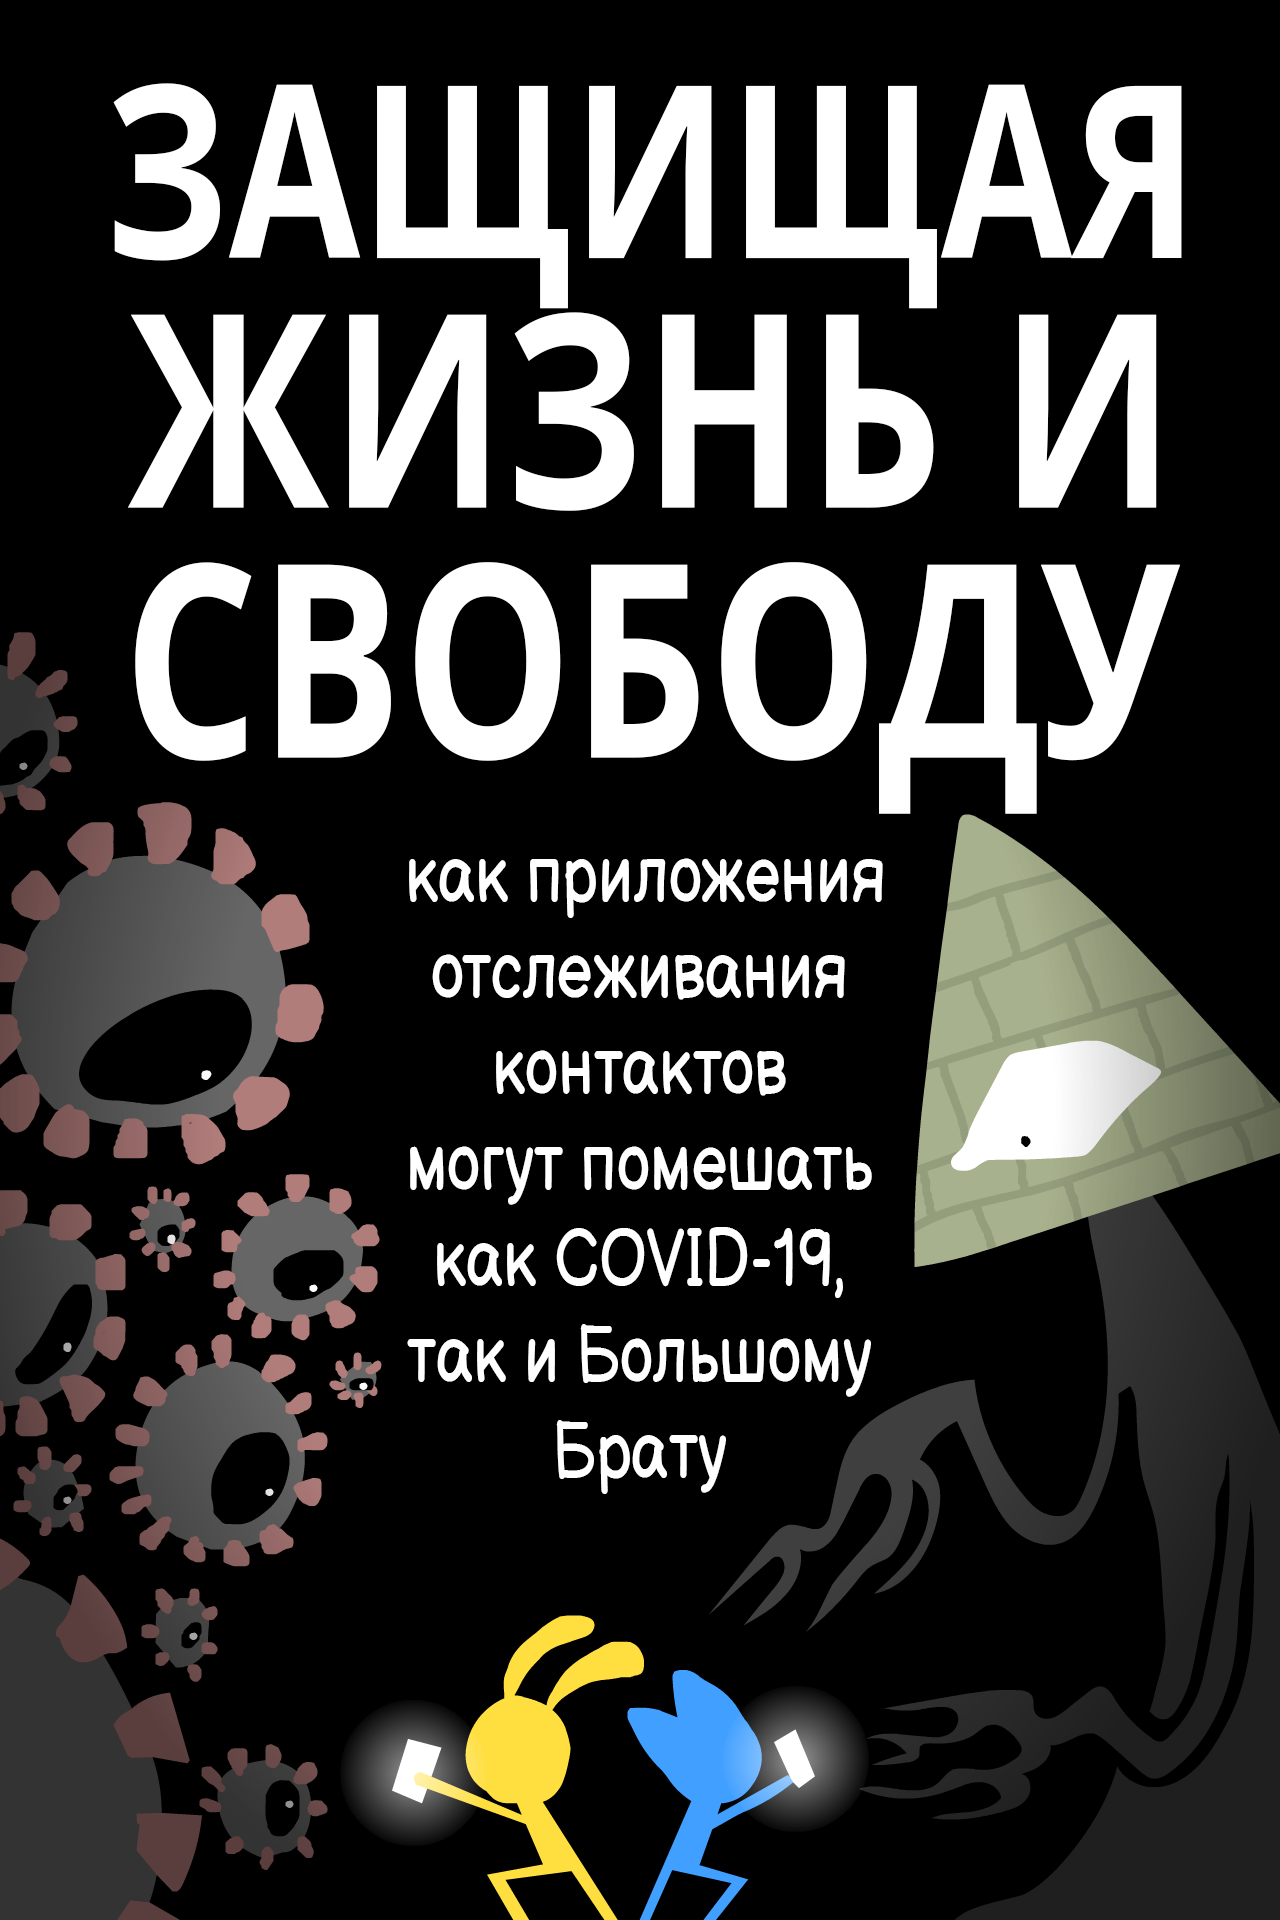 ЗАЩИЩАЯ
ЖИЗНЬ И
СВОБОДУ
как приложения
отслеживания
контактов
могут помешать
как COVID-19,
так и Большому
Брату